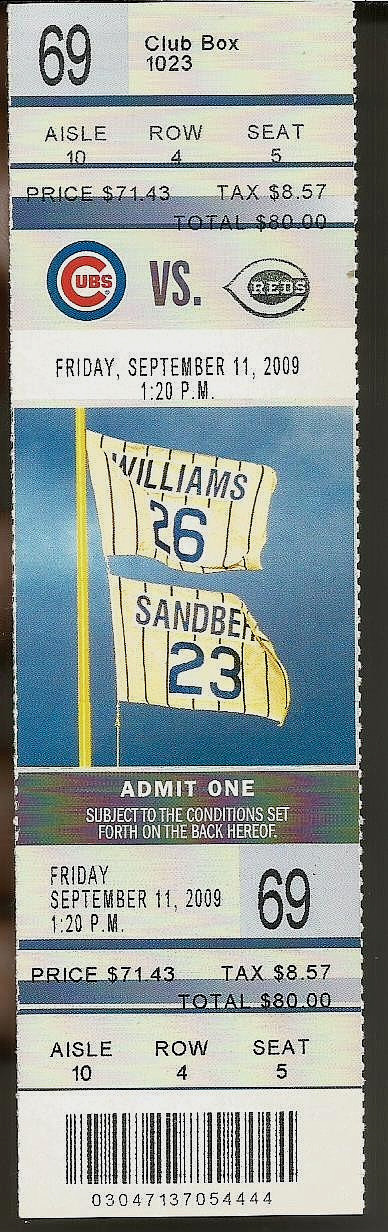 69
Club Box
1023
AISLE ROW SEAT
10 4 5
PRICE $71.43 TAX $8.57
TOTAL $80.00
CUBS VS. REDS
FRIDAY, SEPTEMBER 11, 2009
1:20 P.M.
WILLIAMS
26
SANDBER
23
ADMIT ONE
SUBJECT TO THE CONDITIONS SET
FORTH ON THE BACK HEREOF.
FRIDAY
SEPTEMBER 11, 2009
1:20 P.M.
69
PRICE $71.43 TAX $8.57
TOTAL $80.00
AISLE ROW SEAT
10 4 5
03047137054444